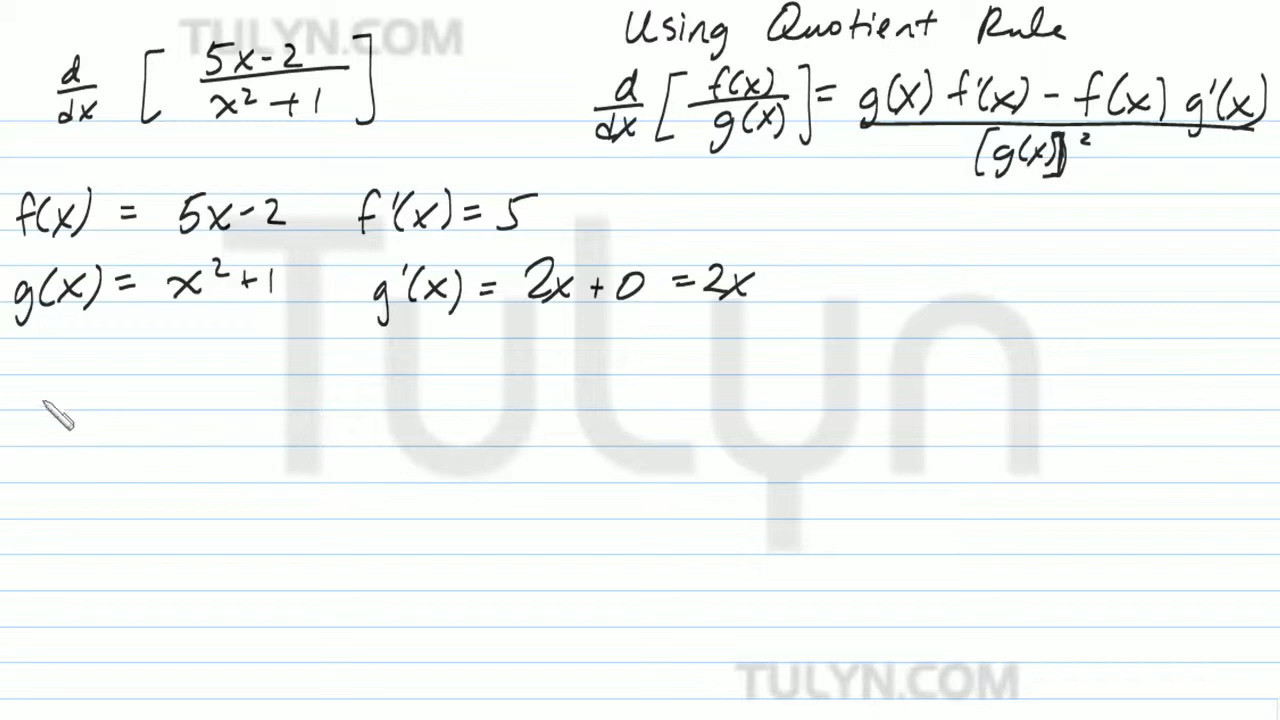 TULYN.COM
Using Quotient Rule
d/dx [ (5x-2)/(x²+1) ]
d/dx [ f(x)/g(x) ] = (g(x) f'(x) - f(x) g'(x))/[g(x)]²
f(x) = 5x-2 f'(x) = 5
g(x) = x²+1 g'(x) = 2x+0 = 2x
TuLyn
TULYN.COM